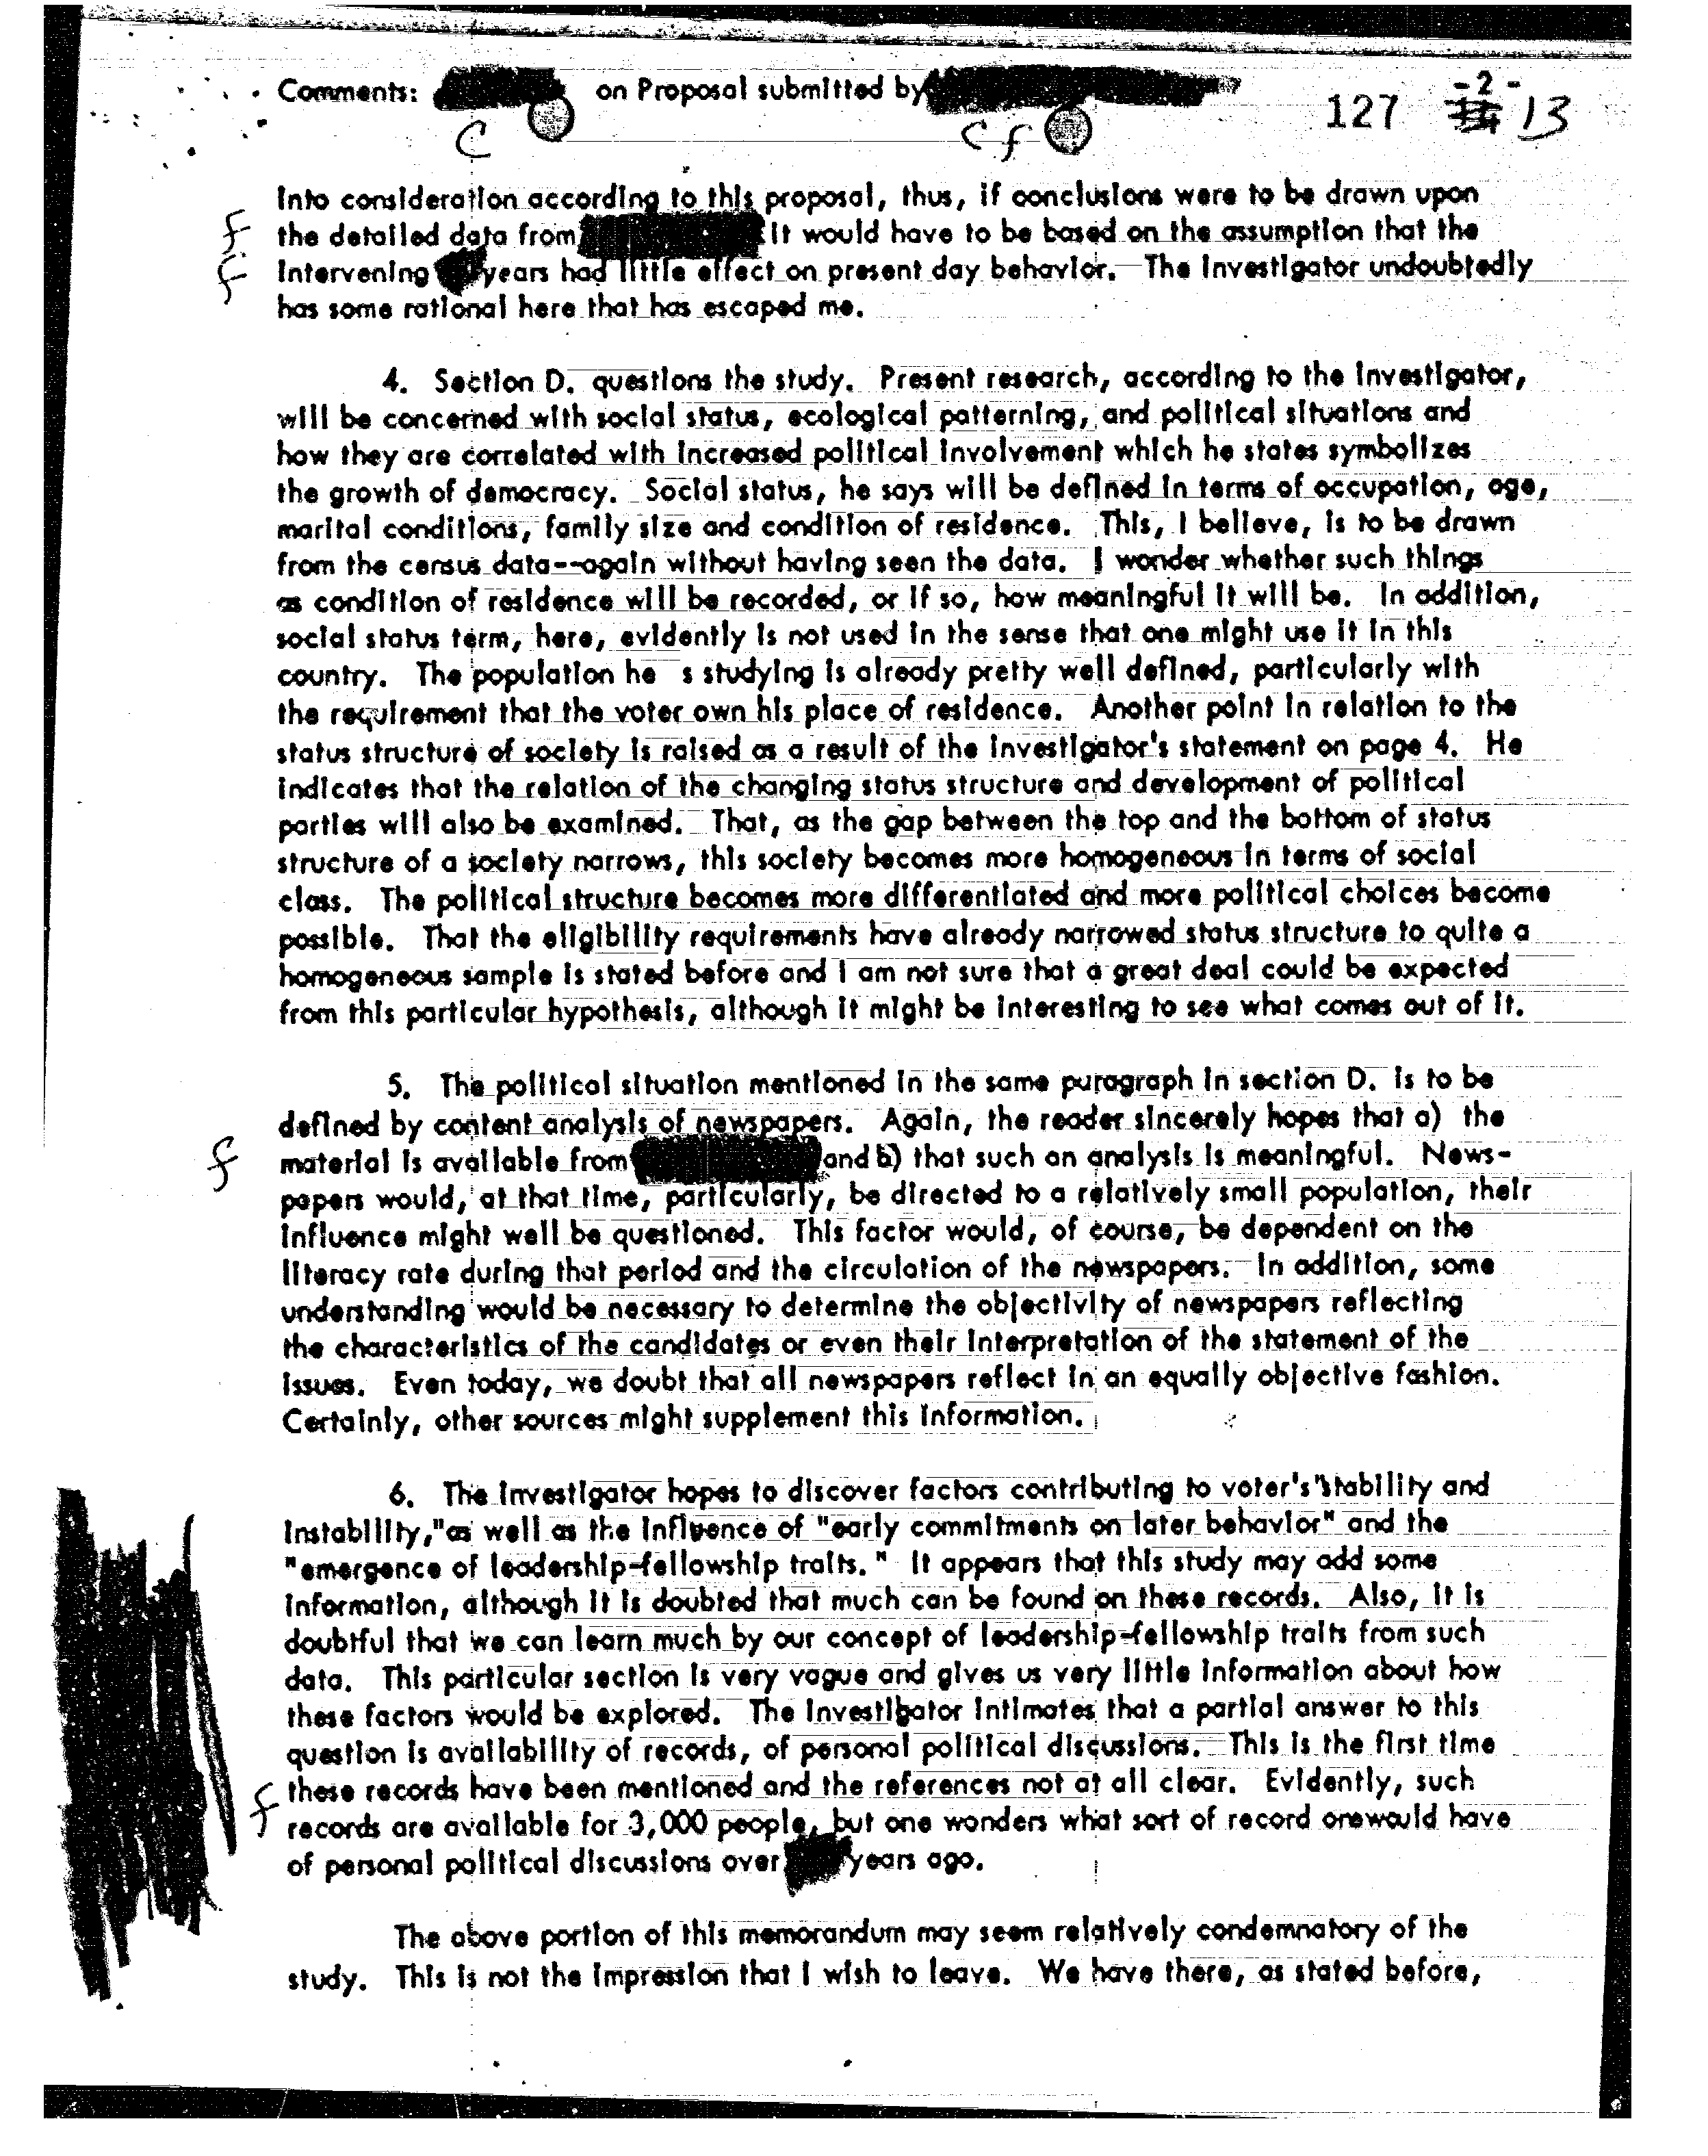 Comments: on Proposal submitted by
127 -2- 13
C
C f
into consideration according to this proposal, thus, if conclusions were to be drawn upon
f the detailed data from it would have to be based on the assumption that the
f intervening years had little effect on present day behavior. The investigator undoubtedly
has some rational here that has escaped me.
4. Section D. questions the study. Present research, according to the investigator,
will be concerned with social status, ecological patterning, and political situations and
how they are correlated with increased political involvement which he states symbolizes
the growth of democracy. Social status, he says will be defined in terms of occupation, age,
marital conditions, family size and condition of residence. This, I believe, is to be drawn
from the census data--again without having seen the data. I wonder whether such things
as condition of residence will be recorded, or if so, how meaningful it will be. In addition,
social status term, here, evidently is not used in the sense that one might use it in this
country. The population he s studying is already pretty well defined, particularly with
the requirement that the voter own his place of residence. Another point in relation to the
status structure of society is raised as a result of the investigator's statement on page 4. He
indicates that the relation of the changing status structure and development of political
parties will also be examined. That, as the gap between the top and the bottom of status
structure of a society narrows, this society becomes more homogeneous in terms of social
class. The political structure becomes more differentiated and more political choices become
possible. That the eligibility requirements have already narrowed status structure to quite a
homogeneous sample is stated before and I am not sure that a great deal could be expected
from this particular hypothesis, although it might be interesting to see what comes out of it.
5. The political situation mentioned in the same paragraph in section D. is to be
defined by content analysis of newspapers. Again, the reader sincerely hopes that a) the
f material is available from and b) that such an analysis is meaningful. News-
papers would, at that time, particularly, be directed to a relatively small population, their
influence might well be questioned. This factor would, of course, be dependent on the
literacy rate during that period and the circulation of the newspapers. In addition, some
understanding would be necessary to determine the objectivity of newspapers reflecting
the characteristics of the candidates or even their interpretation of the statement of the
issues. Even today, we doubt that all newspapers reflect in an equally objective fashion.
Certainly, other sources might supplement this information.
6. The investigator hopes to discover factors contributing to voter's "stability and
instability," as well as the influence of "early commitments on later behavior" and the
"emergence of leadership-fellowship traits." It appears that this study may add some
information, although it is doubted that much can be found on these records. Also, it is
doubtful that we can learn much by our concept of leadership-fellowship traits from such
data. This particular section is very vague and gives us very little information about how
these factors would be explored. The investigator intimates that a partial answer to this
question is availability of records, of personal political discussions. This is the first time
f these records have been mentioned and the references not at all clear. Evidently, such
records are available for 3,000 people, but one wonders what sort of record one would have
of personal political discussions over years ago.
The above portion of this memorandum may seem relatively condemnatory of the
study. This is not the impression that I wish to leave. We have there, as stated before,